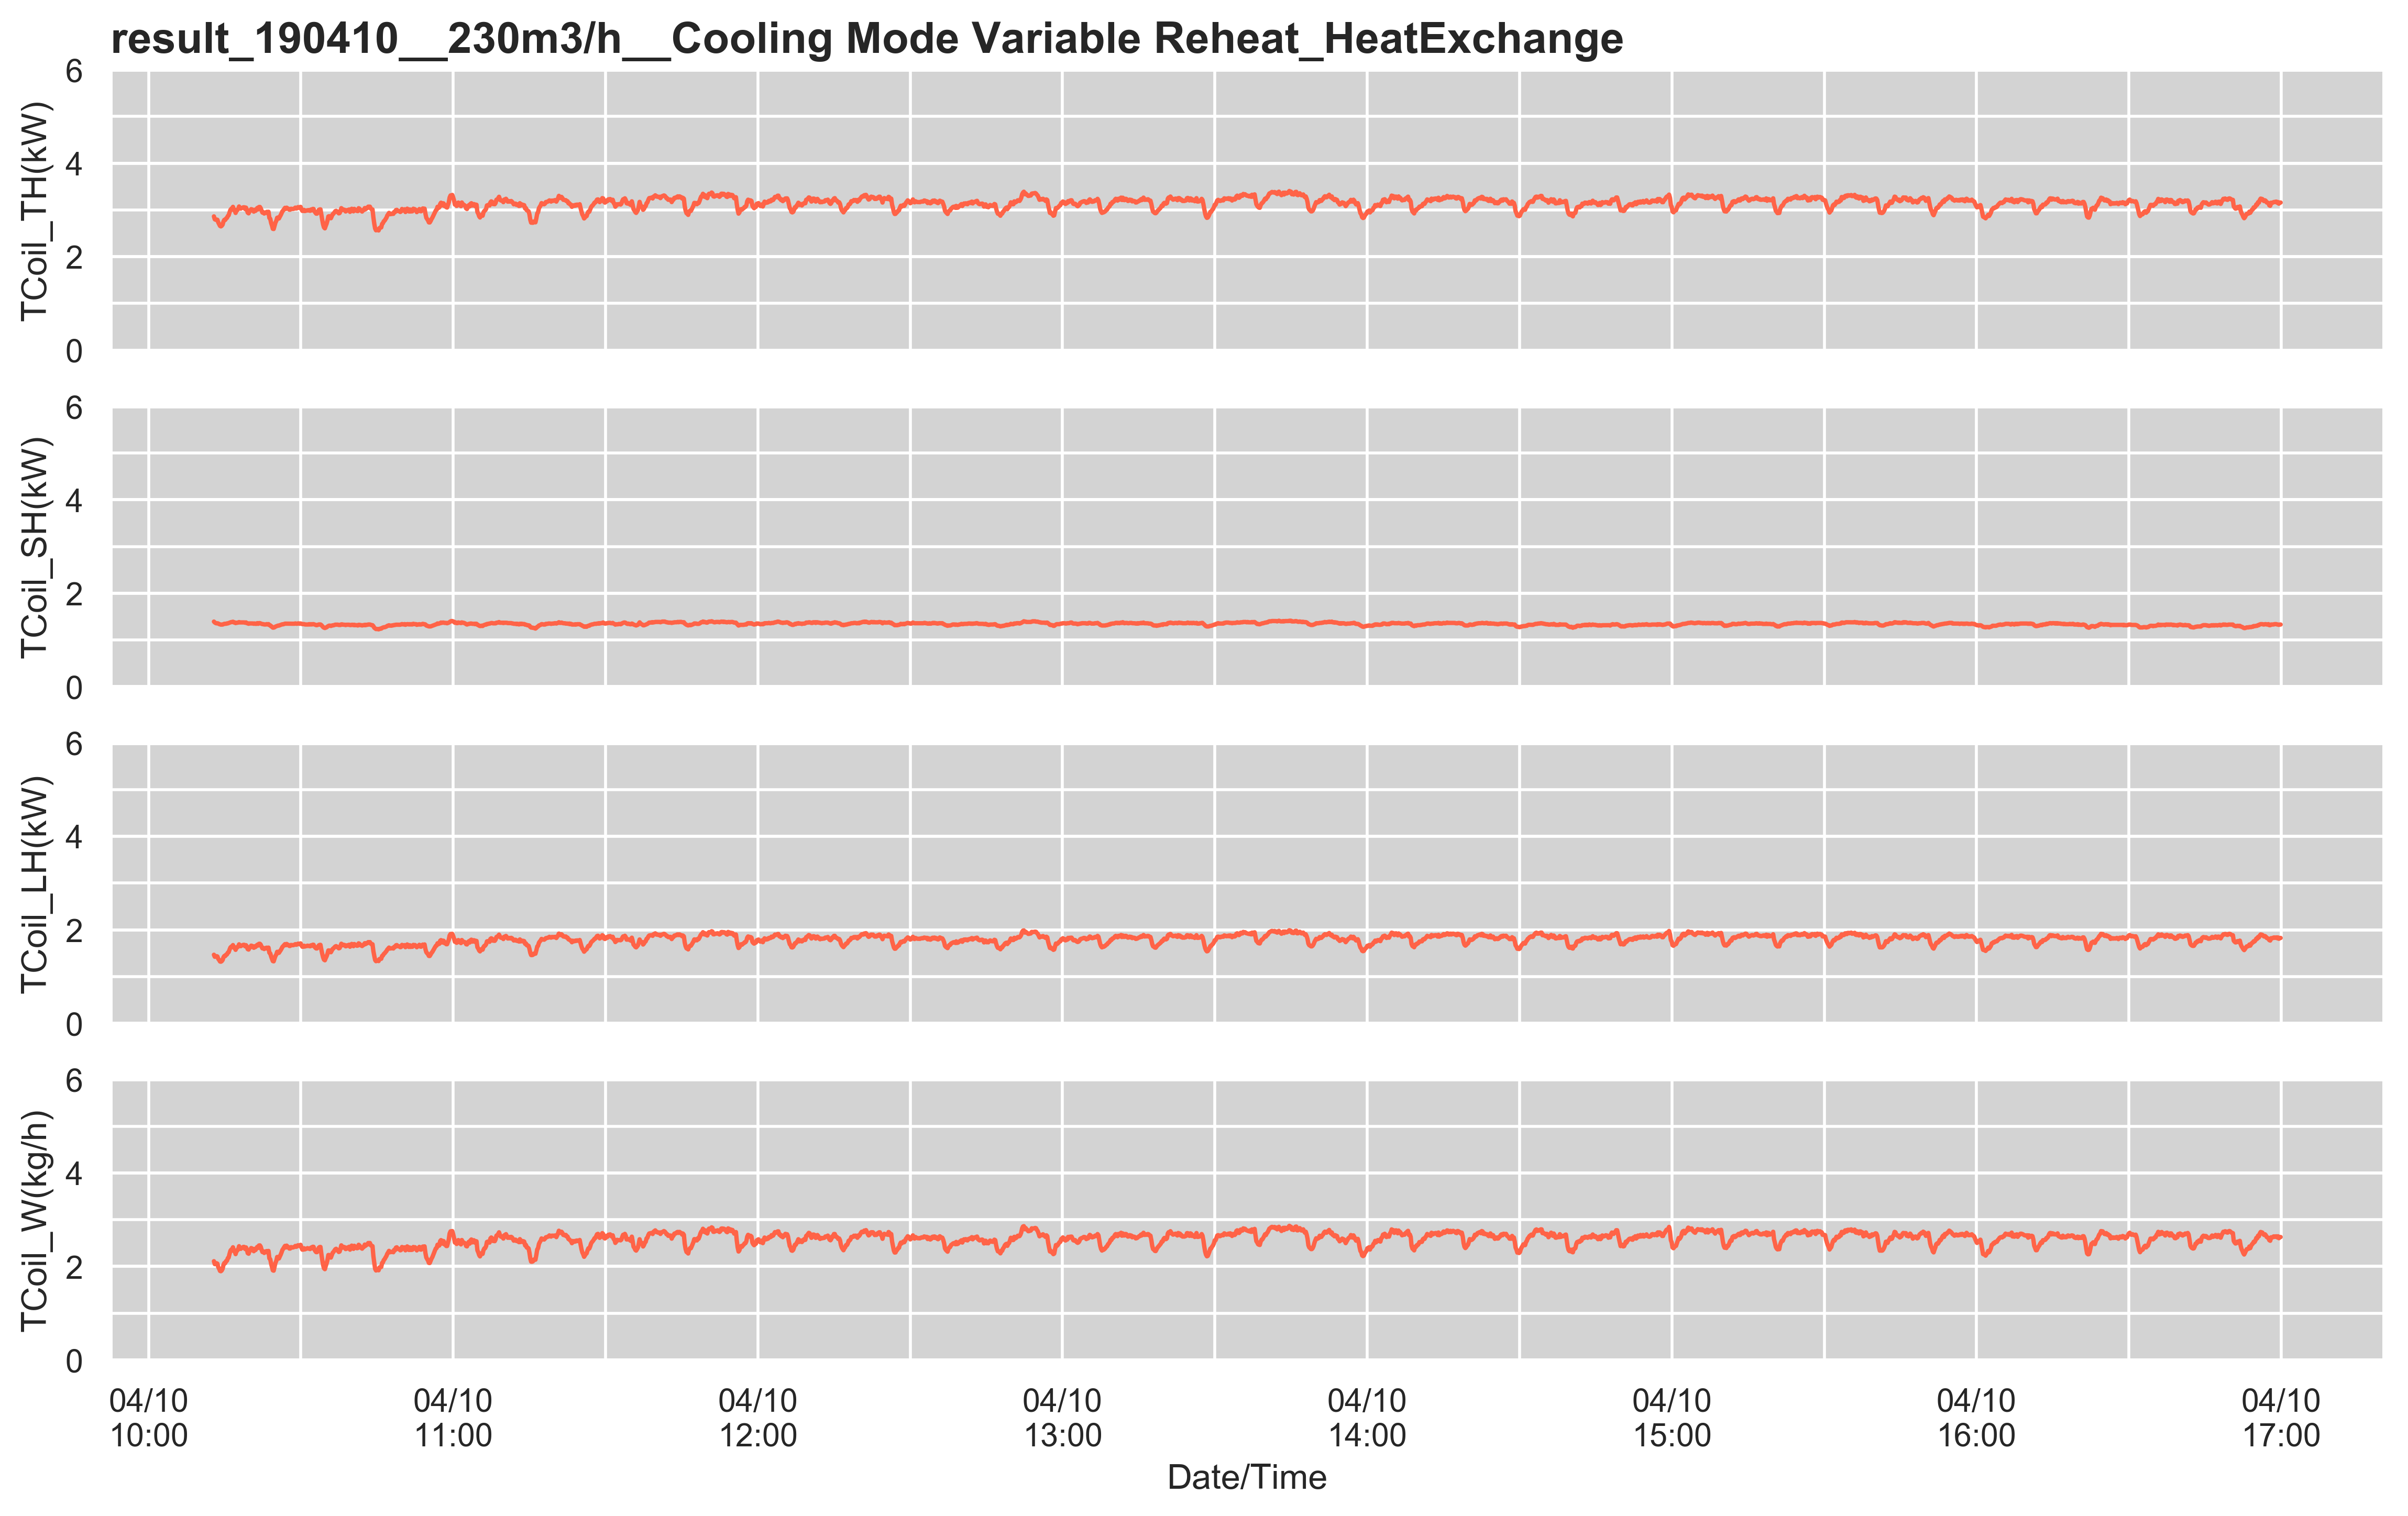 result_190410__230m3/h__Cooling Mode Variable Reheat_HeatExchange
6
4
2
0
TCoil_TH(kW)
6
4
2
0
TCoil_SH(kW)
6
4
2
0
TCoil_LH(kW)
6
4
2
0
TCoil_W(kg/h)
04/10 04/10 04/10 04/10 04/10 04/10 04/10 04/10
10:00 11:00 12:00 13:00 14:00 15:00 16:00 17:00
Date/Time